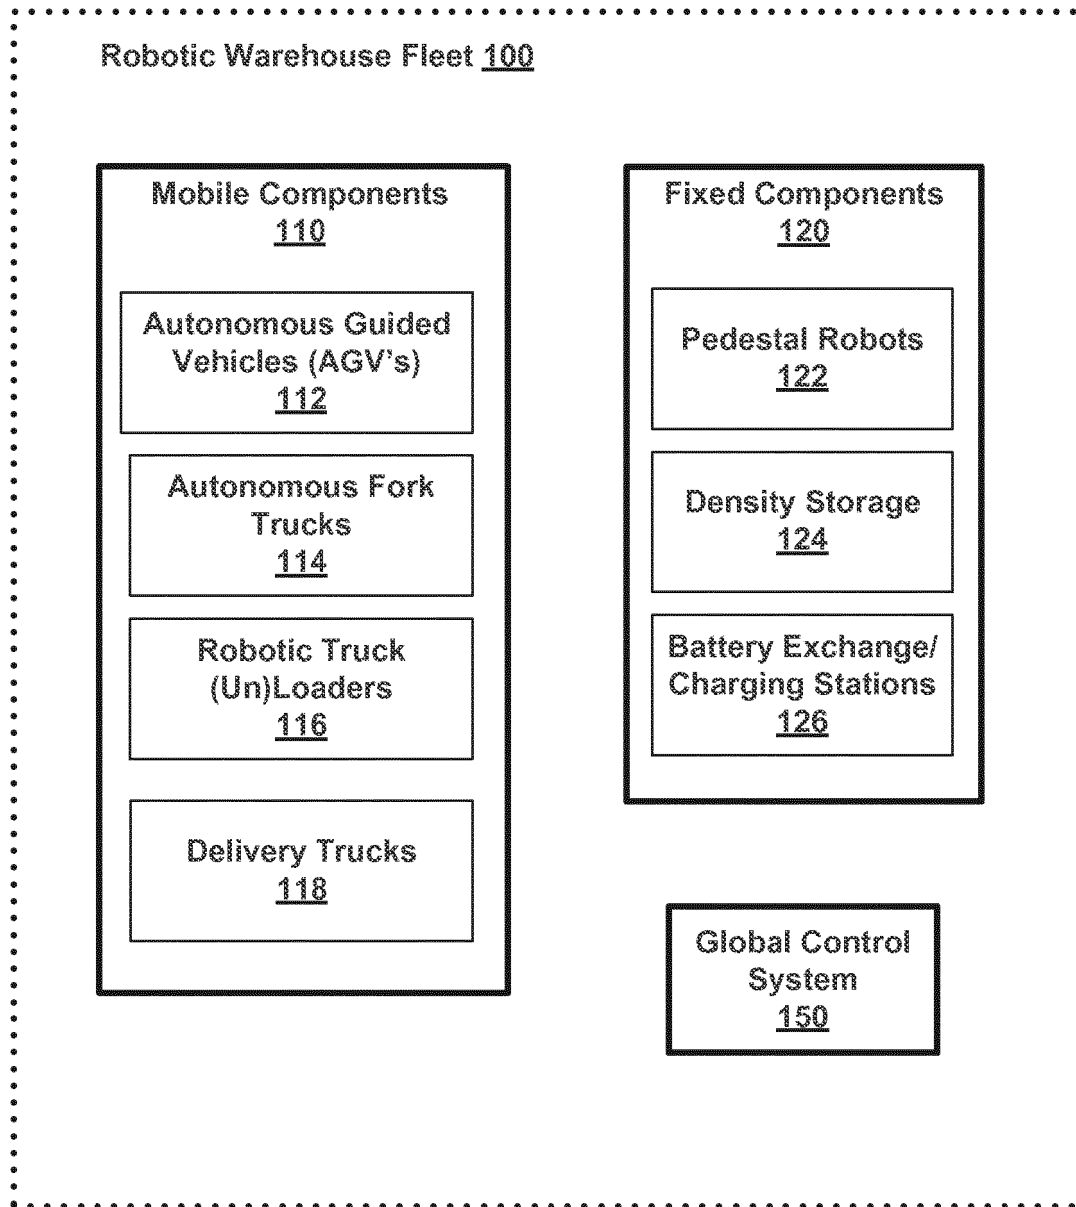 Robotic Warehouse Fleet 100
Mobile Components
110
Autonomous Guided
Vehicles (AGV's)
112
Autonomous Fork
Trucks
114
Robotic Truck
(Un)Loaders
116
Delivery Trucks
118
Fixed Components
120
Pedestal Robots
122
Density Storage
124
Battery Exchange/
Charging Stations
126
Global Control
System
150